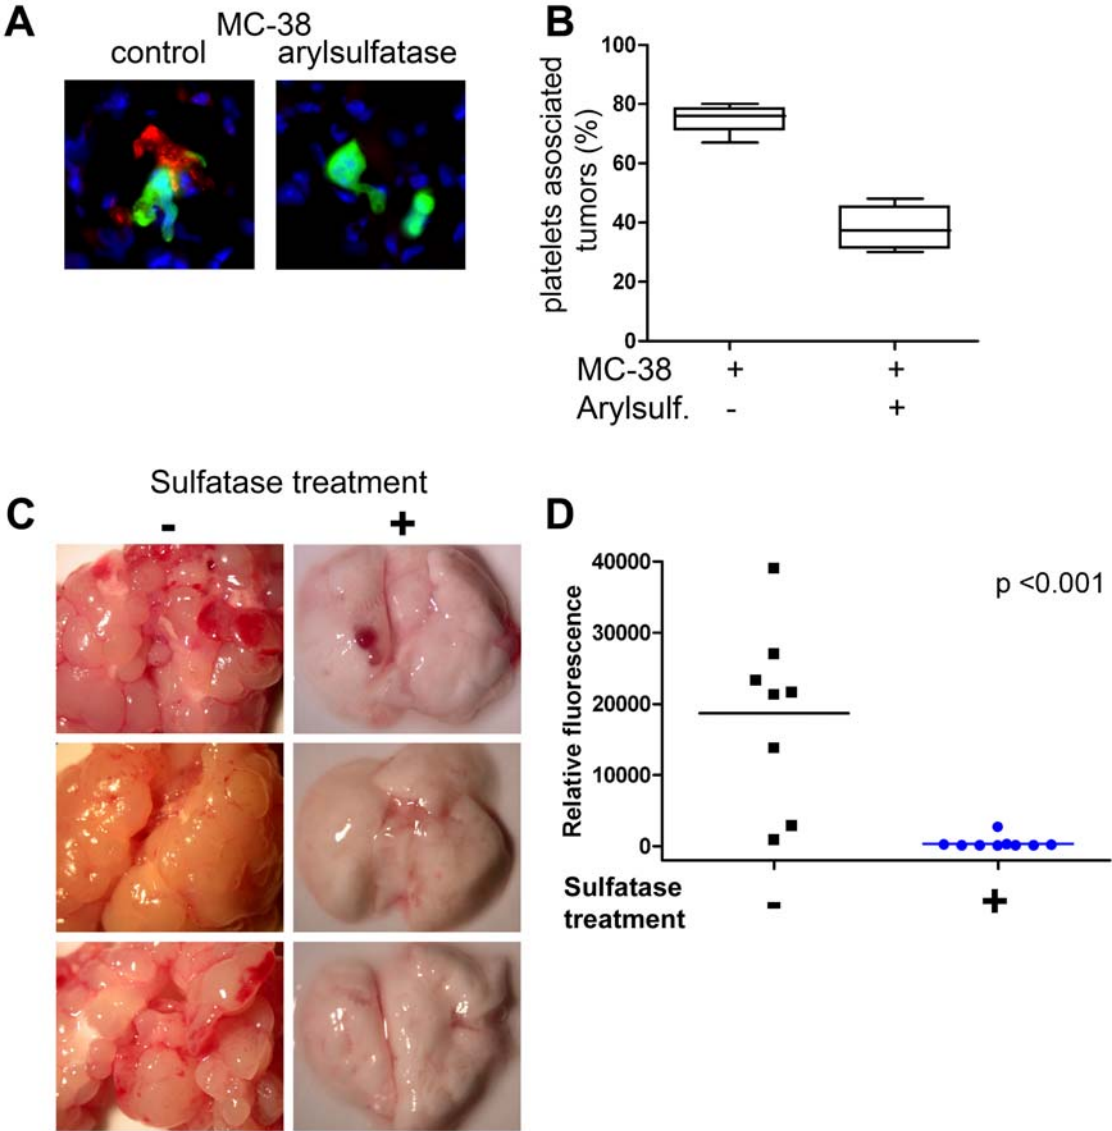 A
MC-38
control arylsulfatase
B
platelets asosciated
tumors (%)
100
80
60
40
20
0
MC-38 + +
Arylsulf. - +
Sulfatase treatment
C
- +
D
Relative fluorescence
40000
30000
20000
10000
0
p <0.001
Sulfatase
treatment - +